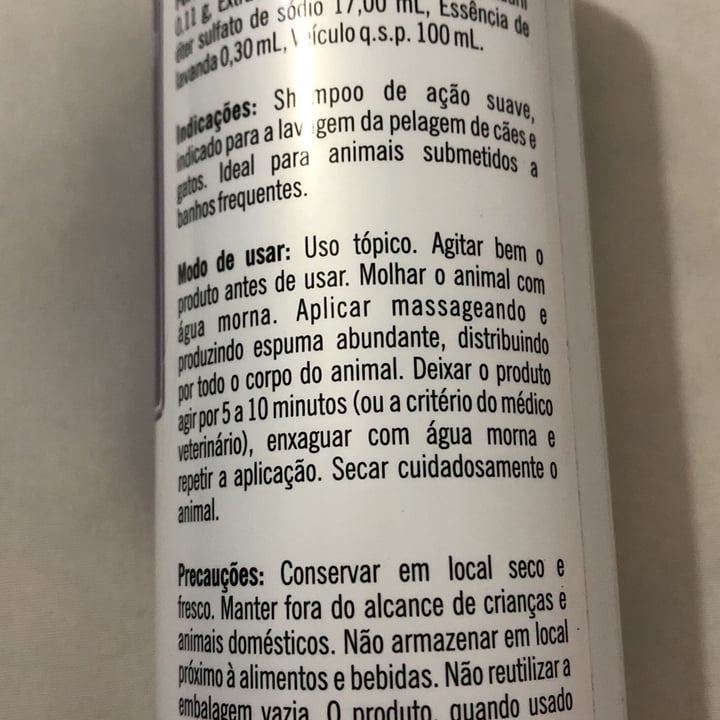 0,11 g,
éter sulfato de sódio 17,00 mL, Essência de
lavanda 0,30 mL, Veículo q.s.p. 100 mL.
Indicações: Shampoo de ação suave,
indicado para a lavagem da pelagem de cães e
gatos. Ideal para animais submetidos a
banhos frequentes.
Modo de usar: Uso tópico. Agitar bem o
produto antes de usar. Molhar o animal com
água morna. Aplicar massageando e
produzindo espuma abundante, distribuindo
por todo o corpo do animal. Deixar o produto
agir por 5 a 10 minutos (ou a critério do médico
veterinário), enxaguar com água morna e
repetir a aplicação. Secar cuidadosamente o
animal.
Precauções: Conservar em local seco e
fresco. Manter fora do alcance de crianças e
animais domésticos. Não armazenar em local
próximo à alimentos e bebidas. Não reutilizar a
embalagem vazia. O produto, quando usado